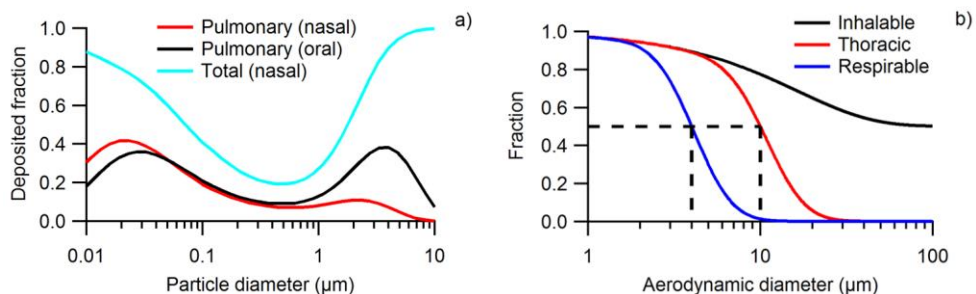 a)
Pulmonary (nasal)
Pulmonary (oral)
Total (nasal)
Deposited fraction
1.0
0.8
0.6
0.4
0.2
0.0
0.01
0.1
1
10
Particle diameter (µm)
b)
Inhalable
Thoracic
Respirable
Fraction
1.0
0.8
0.6
0.4
0.2
0.0
1
10
100
Aerodynamic diameter (µm)